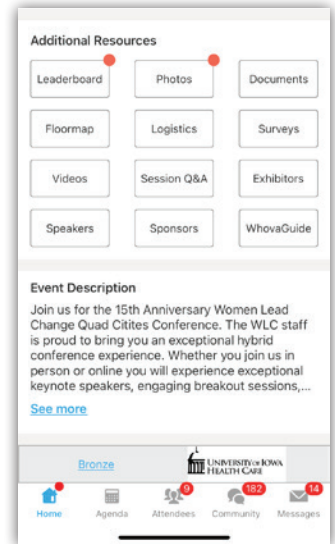 Additional Resources
Leaderboard Photos Documents
Floormap Logistics Surveys
Videos Session Q&A Exhibitors
Speakers Sponsors WhovaGuide
Event Description
Join us for the 15th Anniversary Women Lead
Change Quad Citites Conference. The WLC staff
is proud to bring you an exceptional hybrid
conference experience. Whether you join us in
person or online you will experience exceptional
keynote speakers, engaging breakout sessions,...
See more
Bronze UNIVERSITY OF IOWA
HEALTH CARE
9 182 14
Home Agenda Attendees Community Messages